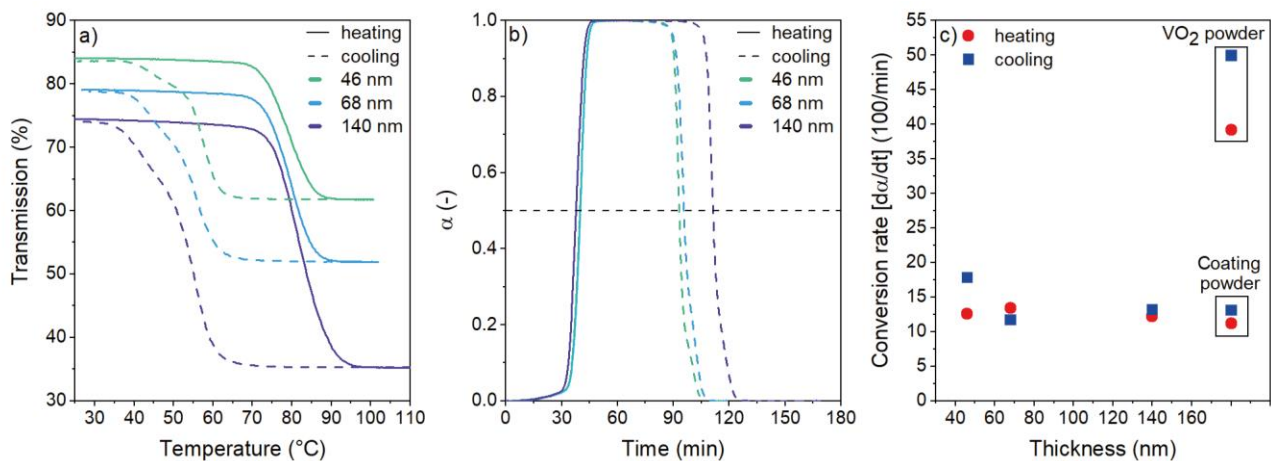 a)
heating
cooling
46 nm
68 nm
140 nm
Transmission (%)
90
80
70
60
50
40
30
30 40 50 60 70 80 90 100 110
Temperature (°C)
b)
heating
cooling
46 nm
68 nm
140 nm
α (-)
1.0
0.8
0.6
0.4
0.2
0.0
0 30 60 90 120 150 180
Time (min)
c)
heating
cooling
VO₂ powder
Coating
powder
Conversion rate [dα/dt] (100/min)
55
50
45
40
35
30
25
20
15
10
5
0
40 60 80 100 120 140 160
Thickness (nm)